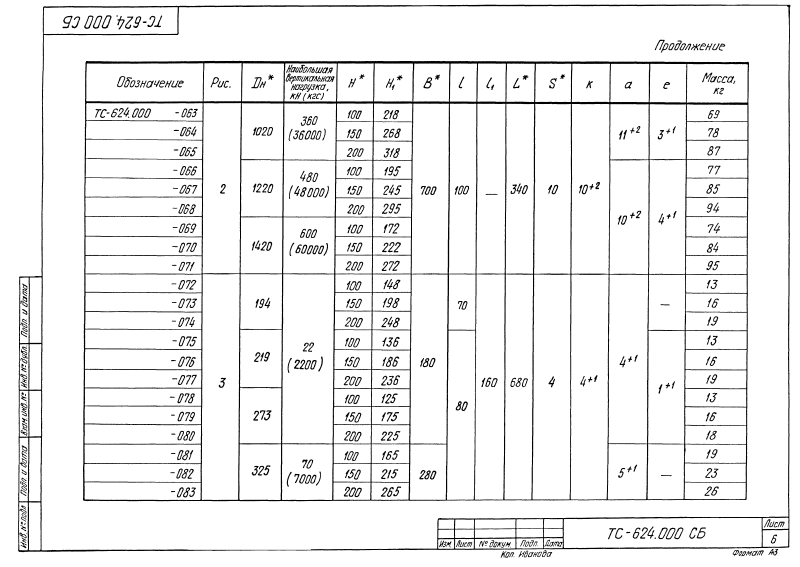 ТС-624.000 СБ
Продолжение
Обозначение Рис. Dн* Наибольшая вертикальная нагрузка, кН (кгс) H* H₁* B* l l₁ L* S* к а е Масса, кг
ТС-624.000 -063 2 1020 360 (36000) 100 218 700 100 — 340 10 10⁺² 11⁺² 3⁺¹ 69
-064 150 268 78
-065 200 318 87
-066 1220 480 (48000) 100 195 10⁺² 4⁺¹ 77
-067 150 245 85
-068 200 295 94
-069 1420 600 (60000) 100 172 74
-070 150 222 84
-071 200 272 95
-072 3 194 22 (2200) 100 148 180 70 160 680 4 4⁺¹ 4⁺¹ — 13
-073 150 198 16
-074 200 248 19
-075 219 100 136 80 1⁺¹ 13
-076 150 186 16
-077 200 236 19
-078 273 100 125 13
-079 150 175 16
-080 200 225 18
-081 325 70 (7000) 100 165 280 5⁺¹ — 19
-082 150 215 23
-083 200 265 26
Подп. и дата
Инв. № дубл.
Взам. инв. №
Подп. и дата
Инв. № подл.
Изм. Лист № докум. Подп. Дата
ТС-624.000 СБ
Лист
6
Коп. Иванова
Формат А3